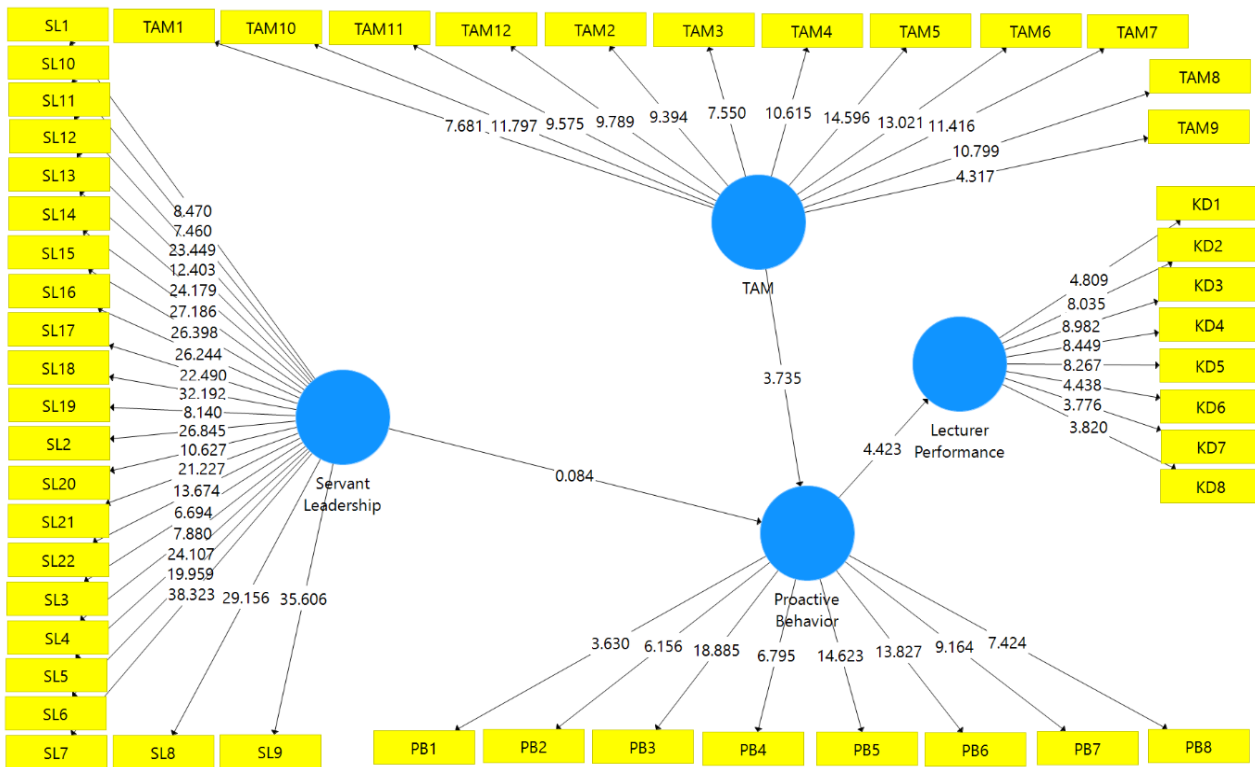 SL1
TAM1
TAM10
TAM11
TAM12
TAM2
TAM3
TAM4
TAM5
TAM6
TAM7
SL10
TAM8
SL11
SL12
TAM9
SL13
SL14
SL15
SL16
SL17
SL18
SL19
SL2
SL20
SL21
SL22
SL3
SL4
SL5
SL6
SL7
SL8
SL9
7.681
11.797
9.575
9.789
9.394
7.550
10.615
14.596
13.021
11.416
10.799
4.317
TAM
8.470
7.460
23.449
12.403
24.179
27.186
26.398
26.244
22.490
32.192
8.140
26.845
10.627
21.227
13.674
6.694
7.880
24.107
19.959
38.323
29.156
35.606
Servant
Leadership
0.084
3.735
4.423
KD1
KD2
KD3
KD4
KD5
KD6
KD7
KD8
4.809
8.035
8.982
8.449
8.267
4.438
3.776
3.820
Lecturer
Performance
Proactive
Behavior
3.630
6.156
18.885
6.795
14.623
13.827
9.164
7.424
PB1
PB2
PB3
PB4
PB5
PB6
PB7
PB8